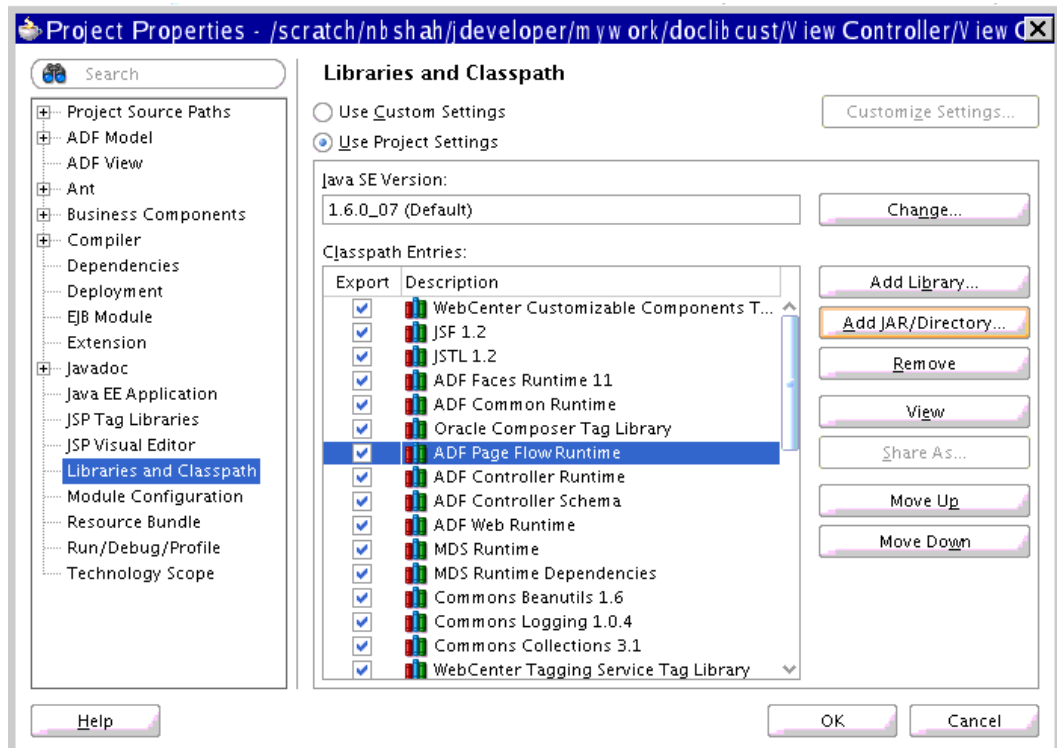 Project Properties - /scratch/nbshah/jdeveloper/mywork/doclibcust/View Controller/View C
Search
Project Source Paths
ADF Model
ADF View
Ant
Business Components
Compiler
Dependencies
Deployment
EJB Module
Extension
Javadoc
Java EE Application
JSP Tag Libraries
JSP Visual Editor
Libraries and Classpath
Module Configuration
Resource Bundle
Run/Debug/Profile
Technology Scope
Libraries and Classpath
Use Custom Settings
Customize Settings...
Use Project Settings
Java SE Version:
1.6.0_07 (Default)
Change...
Classpath Entries:
Export Description
WebCenter Customizable Components T...
JSF 1.2
JSTL 1.2
ADF Faces Runtime 11
ADF Common Runtime
Oracle Composer Tag Library
ADF Page Flow Runtime
ADF Controller Runtime
ADF Controller Schema
ADF Web Runtime
MDS Runtime
MDS Runtime Dependencies
Commons Beanutils 1.6
Commons Logging 1.0.4
Commons Collections 3.1
WebCenter Tagging Service Tag Library
Add Library...
Add JAR/Directory...
Remove
View
Share As...
Move Up
Move Down
Help
OK
Cancel